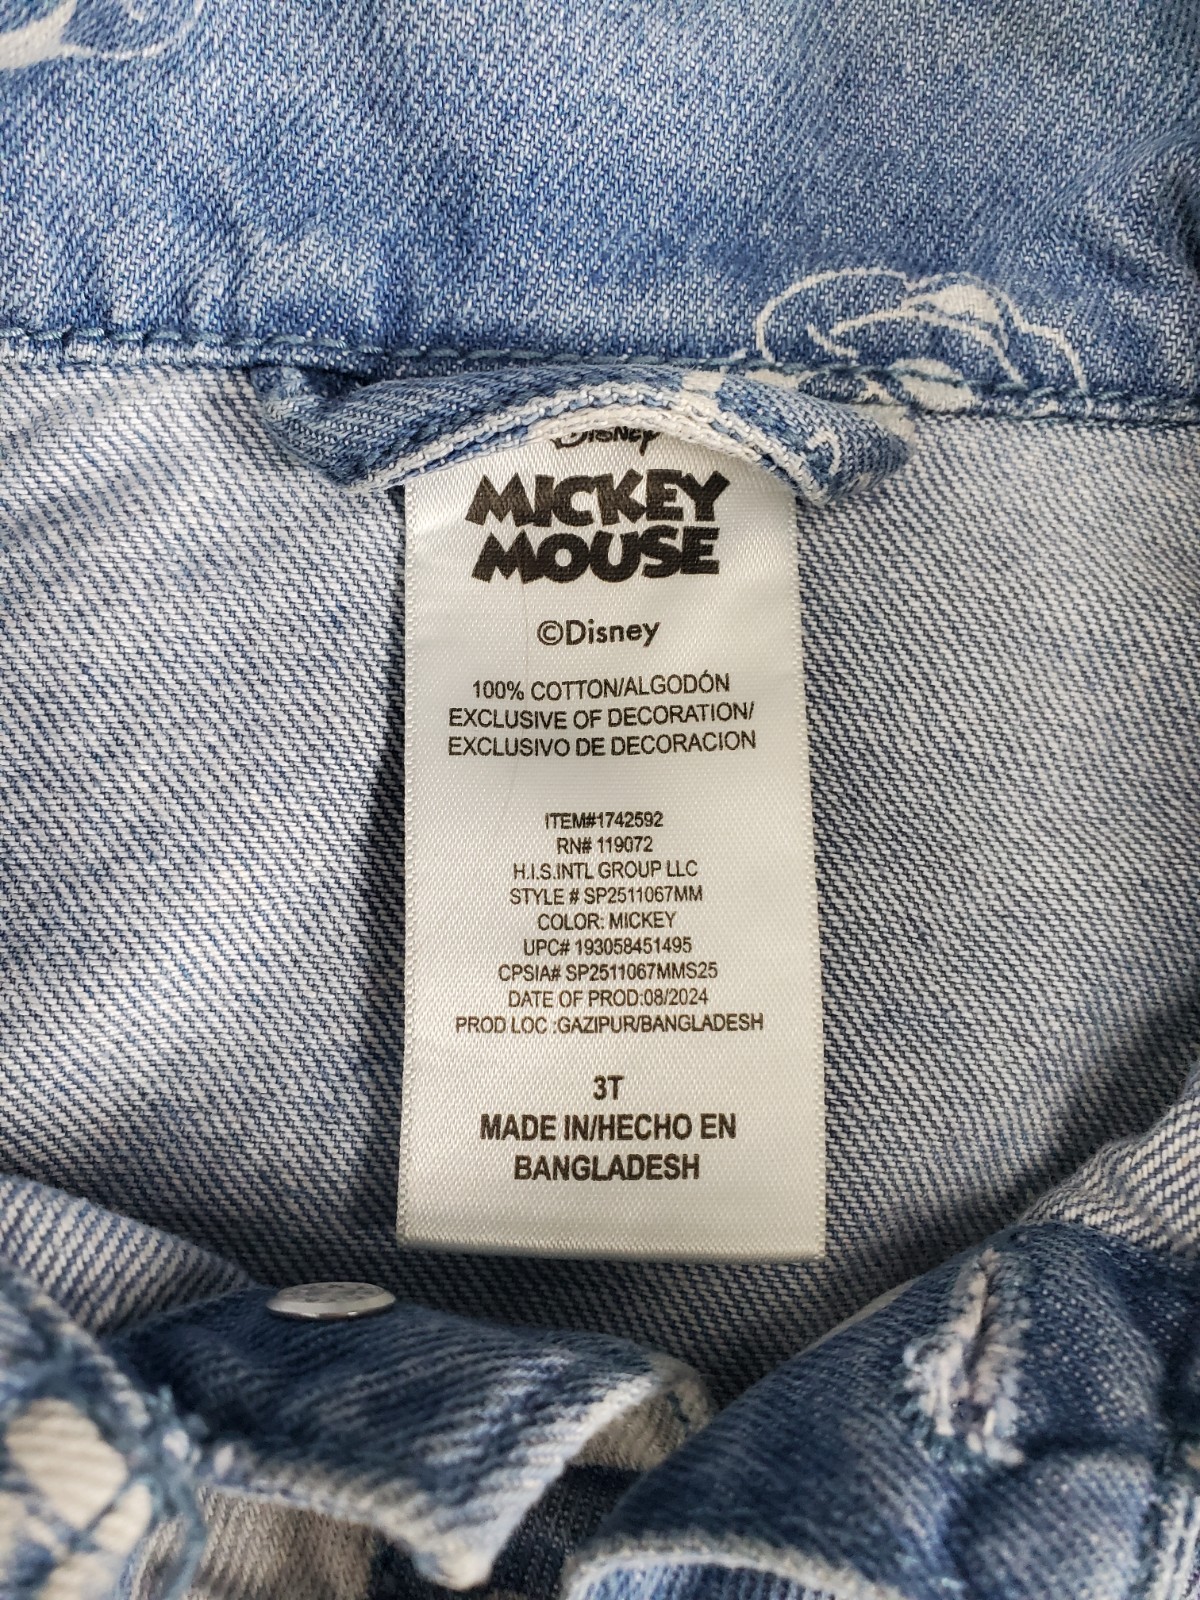 Disney
MICKEY
MOUSE
©Disney
100% COTTON/ALGODÓN
EXCLUSIVE OF DECORATION/
EXCLUSIVO DE DECORACION
ITEM#1742592
RN# 119072
H.I.S.INTL GROUP LLC
STYLE # SP2511067MM
COLOR: MICKEY
UPC# 193058451495
CPSIA# SP2511067MMS25
DATE OF PROD:08/2024
PROD LOC :GAZIPUR/BANGLADESH
3T
MADE IN/HECHO EN
BANGLADESH